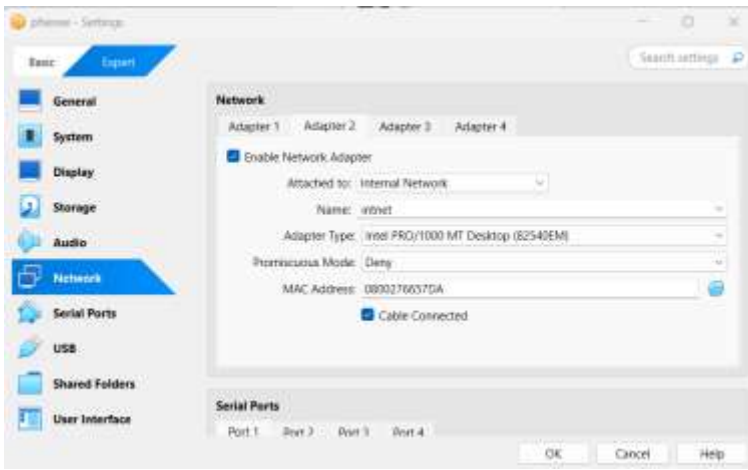 pfsense - Settings
Basic
Expert
Search settings
General
System
Display
Storage
Audio
Network
Serial Ports
USB
Shared Folders
User Interface
Network
Adapter 1 Adapter 2 Adapter 3 Adapter 4
Enable Network Adapter
Attached to: Internal Network
Name: intnet
Adapter Type: Intel PRO/1000 MT Desktop (82540EM)
Promiscuous Mode: Deny
MAC Address: 0800276657DA
Cable Connected
Serial Ports
Port 1 Port 2 Port 3 Port 4
OK Cancel Help